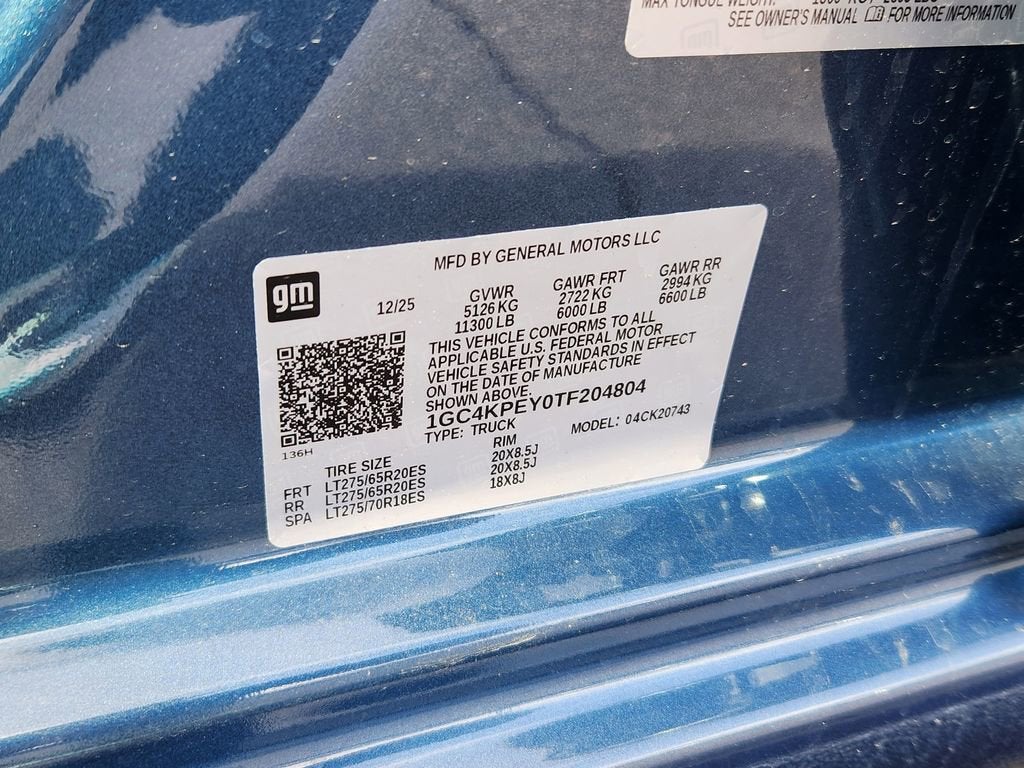 MAX TONGUE WEIGHT:
SEE OWNER'S MANUAL FOR MORE INFORMATION
gm
MFD BY GENERAL MOTORS LLC
12/25
GVWR
5126 KG
11300 LB
GAWR FRT
2722 KG
6000 LB
GAWR RR
2994 KG
6600 LB
THIS VEHICLE CONFORMS TO ALL
APPLICABLE U.S. FEDERAL MOTOR
VEHICLE SAFETY STANDARDS IN EFFECT
ON THE DATE OF MANUFACTURE
SHOWN ABOVE.
1GC4KPEY0TF204804
TYPE: TRUCK MODEL: 04CK20743
136H
TIRE SIZE RIM
FRT LT275/65R20ES 20X8.5J
RR LT275/65R20ES 20X8.5J
SPA LT275/70R18ES 18X8J